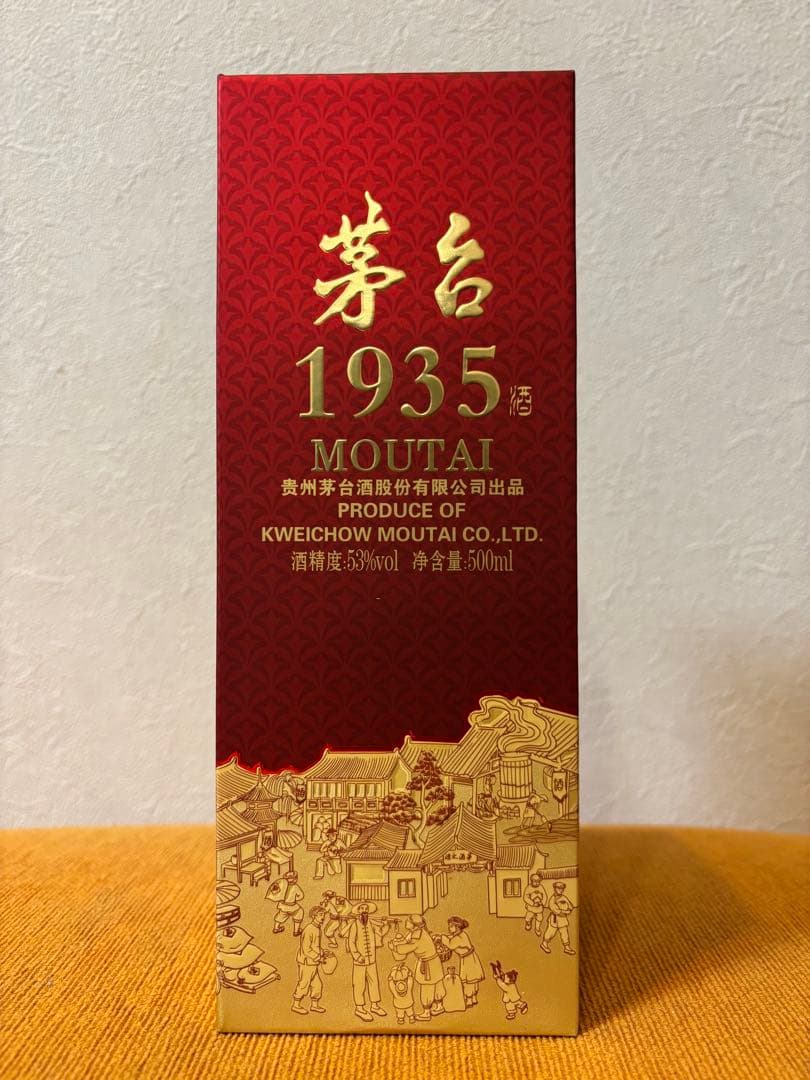 茅台
1935酒
MOUTAI
贵州茅台酒股份有限公司出品
PRODUCE OF
KWEICHOW MOUTAI CO.,LTD.
酒精度:53%vol 净含量:500ml